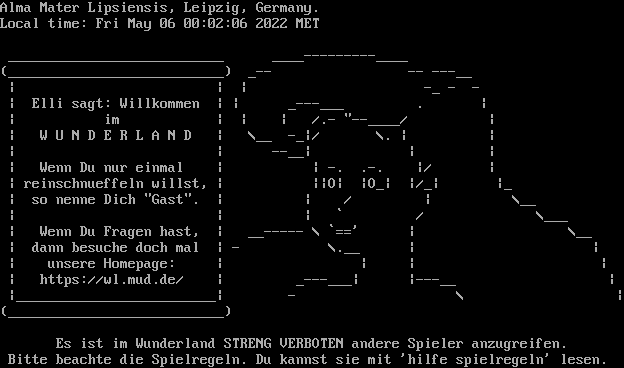 Alma Mater Lipsiensis, Leipzig, Germany.
Local time: Fri May 06 00:02:06 2022 MET
Elli sagt: Willkommen
im
W U N D E R L A N D
Wenn Du nur einmal
reinschnueffeln willst,
so nenne Dich "Gast".
Wenn Du Fragen hast,
dann besuche doch mal
unsere Homepage:
https://wl.mud.de/
Es ist im Wunderland STRENG VERBOTEN andere Spieler anzugreifen.
Bitte beachte die Spielregeln. Du kannst sie mit 'hilfe spielregeln' lesen.